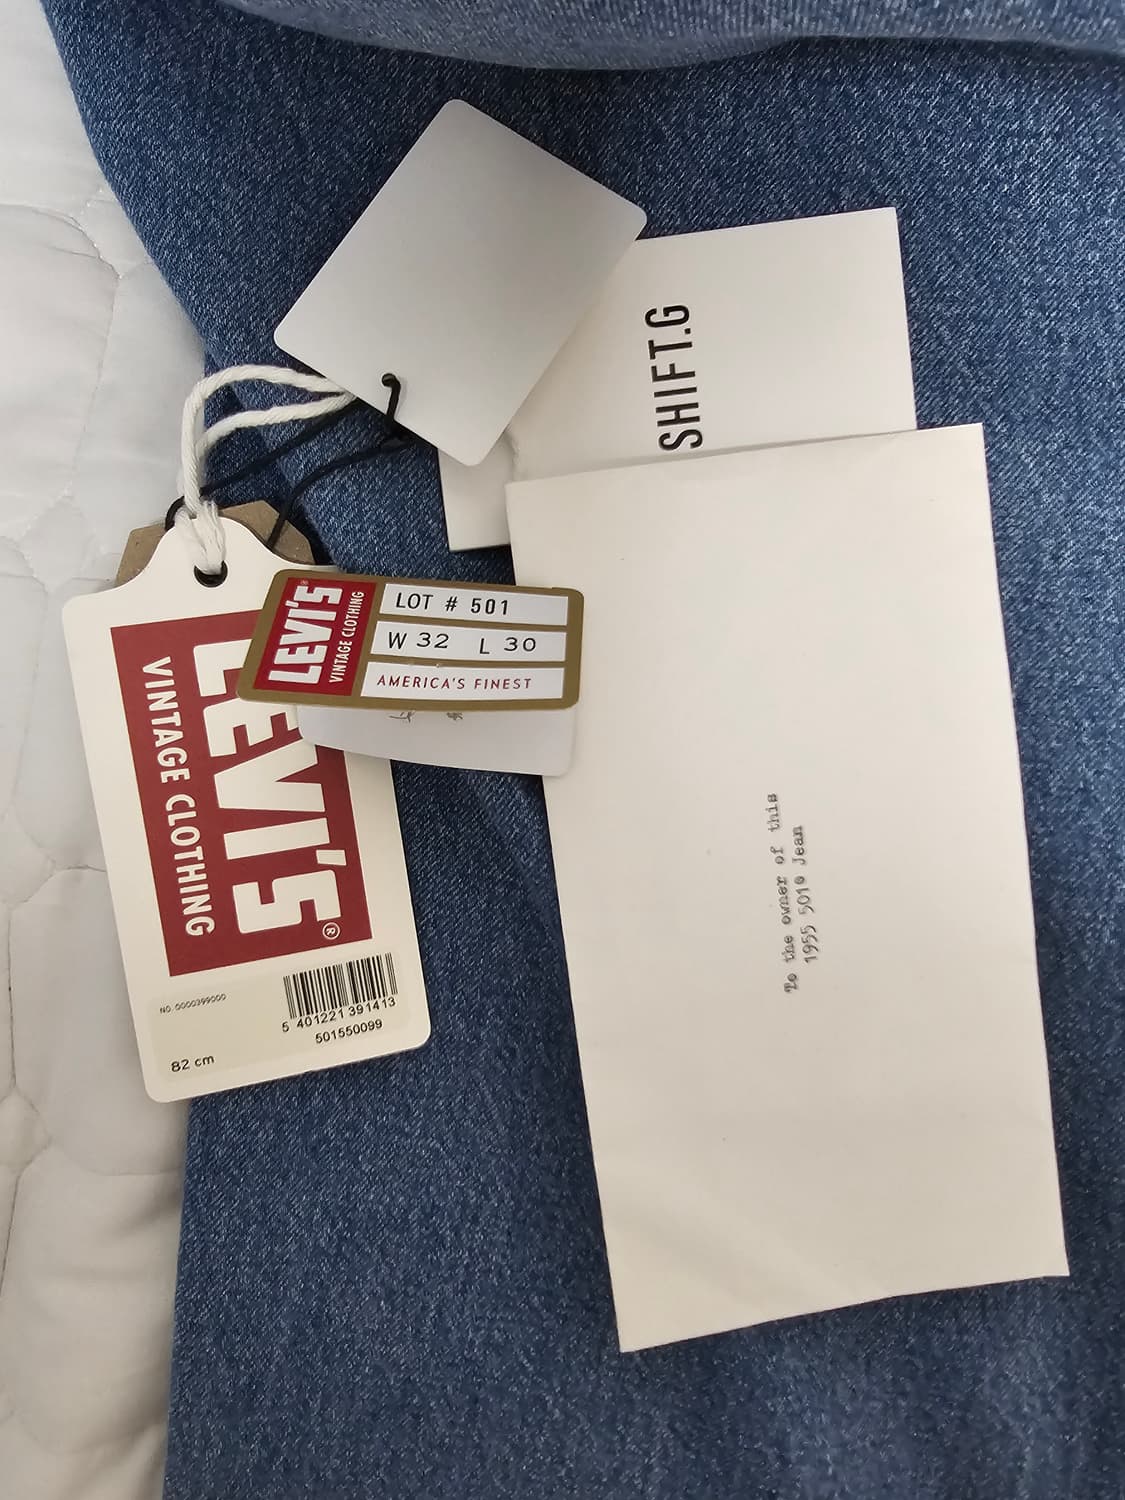 SHIFT.G
LEVI'S®
VINTAGE CLOTHING
LOT # 501
W 32 L 30
AMERICA'S FINEST
LEVI'S®
VINTAGE CLOTHING
NO. 0000399000
5 401221 391413
501550099
82 cm
To the owner of this
1955 501® Jean